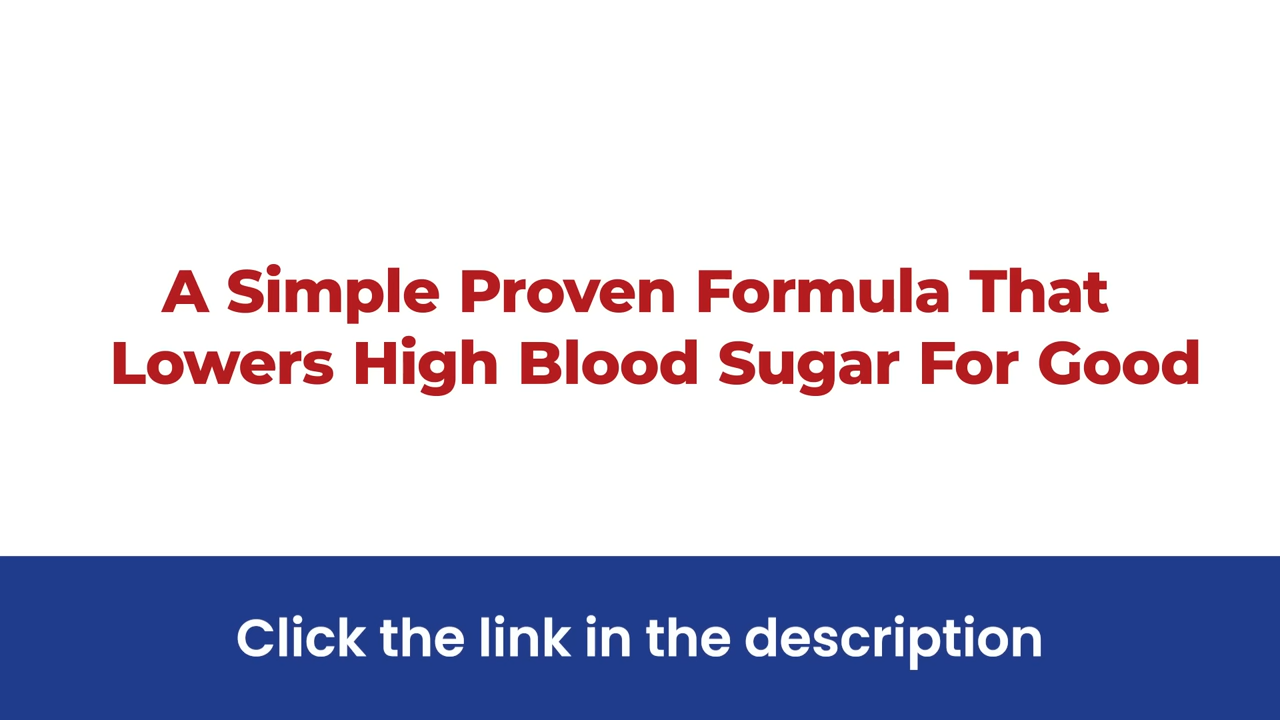 A Simple Proven Formula That
Lowers High Blood Sugar For Good
Click the link in the description